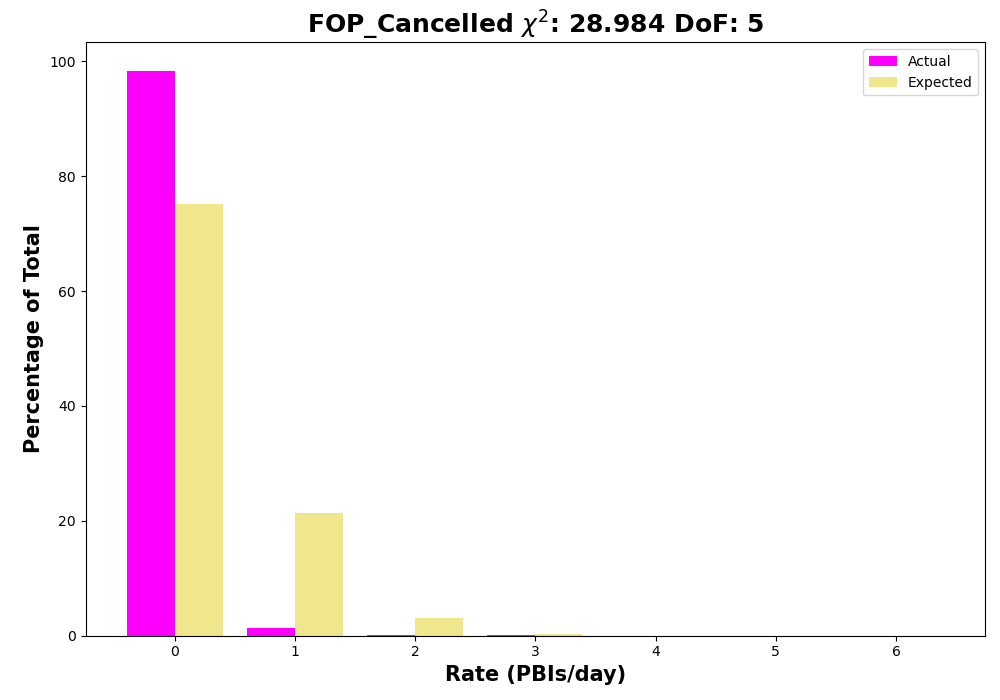 FOP_Cancelled χ²: 28.984 DoF: 5
Actual
Expected
Percentage of Total
100
80
60
40
20
0
0 1 2 3 4 5 6
Rate (PBIs/day)